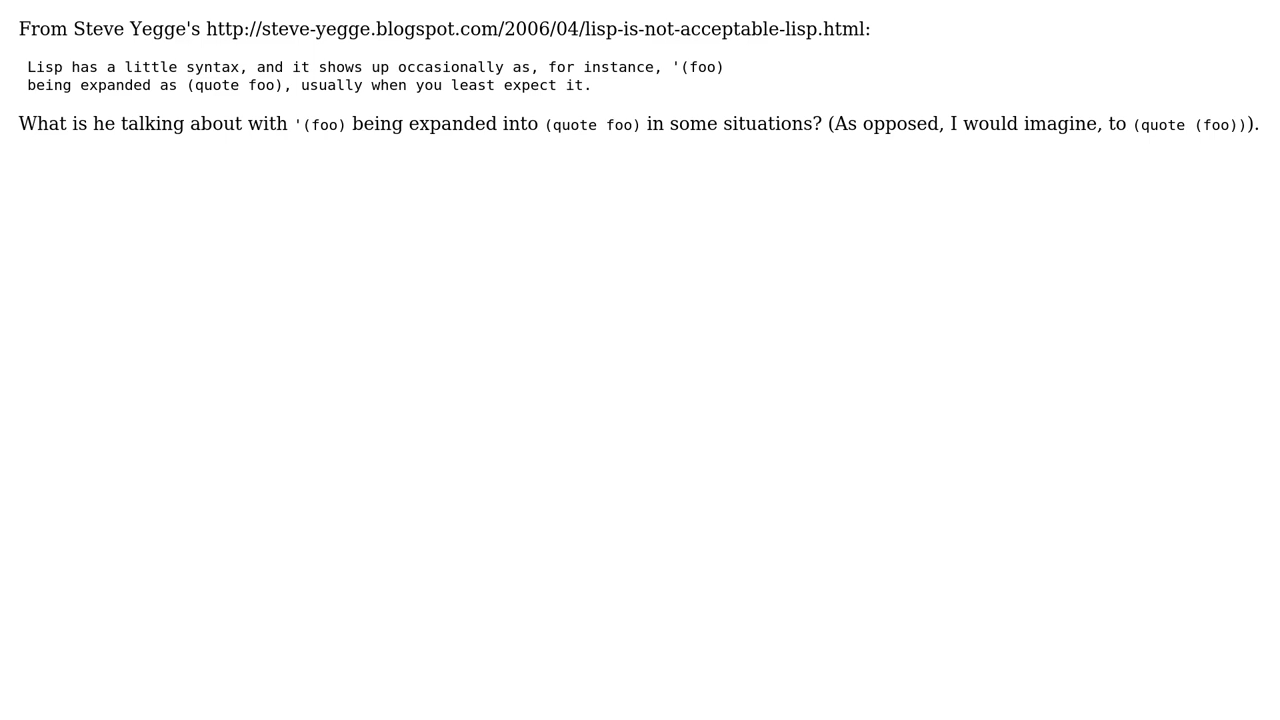 From Steve Yegge's http://steve-yegge.blogspot.com/2006/04/lisp-is-not-acceptable-lisp.html:
Lisp has a little syntax, and it shows up occasionally as, for instance, '(foo)
being expanded as (quote foo), usually when you least expect it.
What is he talking about with '(foo) being expanded into (quote foo) in some situations? (As opposed, I would imagine, to (quote (foo))).